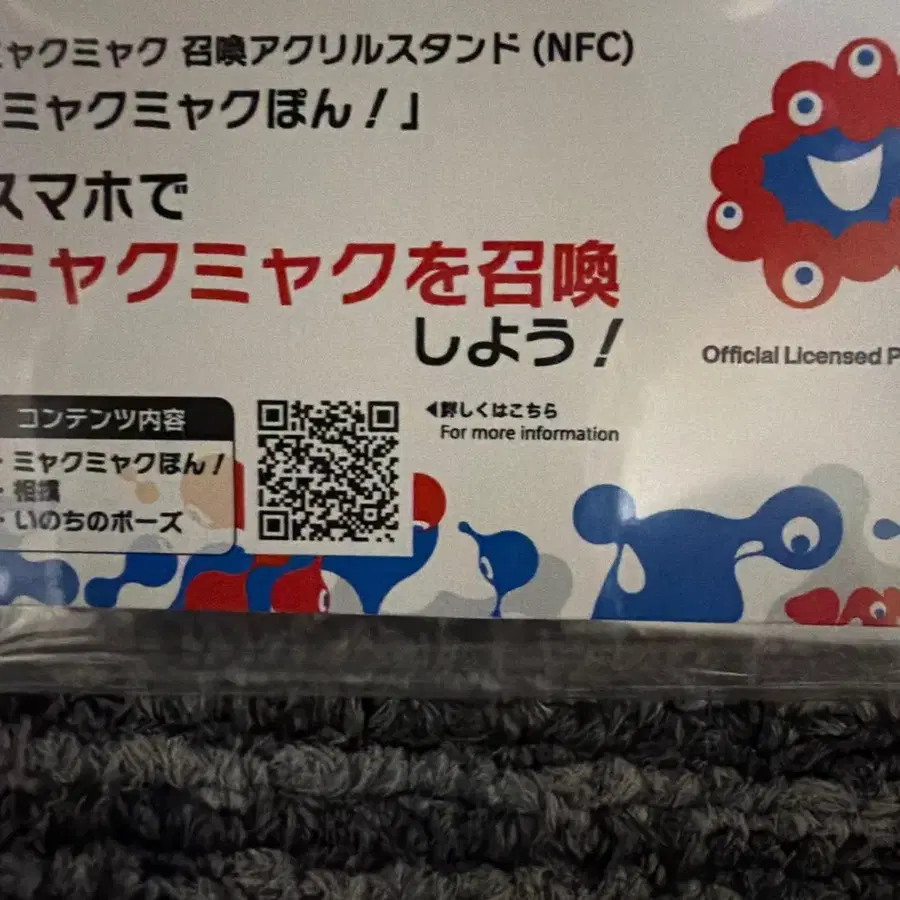 ミャクミャク 召喚アクリルスタンド (NFC)
ミャクミャクぽん!」
スマホで
ミャクミャクを召喚
しよう!
Official Licensed P
コンテンツ内容
・ミャクミャクぽん!
・相撲
・いのちのポーズ
◀詳しくはこちら
For more information